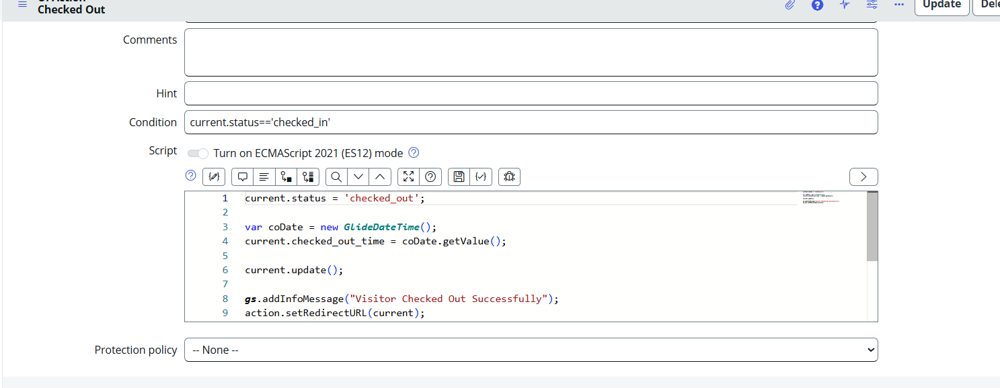 Checked Out
Update
Comments
Hint
Condition current.status=='checked_in'
Script Turn on ECMAScript 2021 (ES12) mode
1 current.status = 'checked_out';
2
3 var coDate = new GlideDateTime();
4 current.checked_out_time = coDate.getValue();
5
6 current.update();
7
8 gs.addInfoMessage("Visitor Checked Out Successfully");
9 action.setRedirectURL(current);
Protection policy -- None --